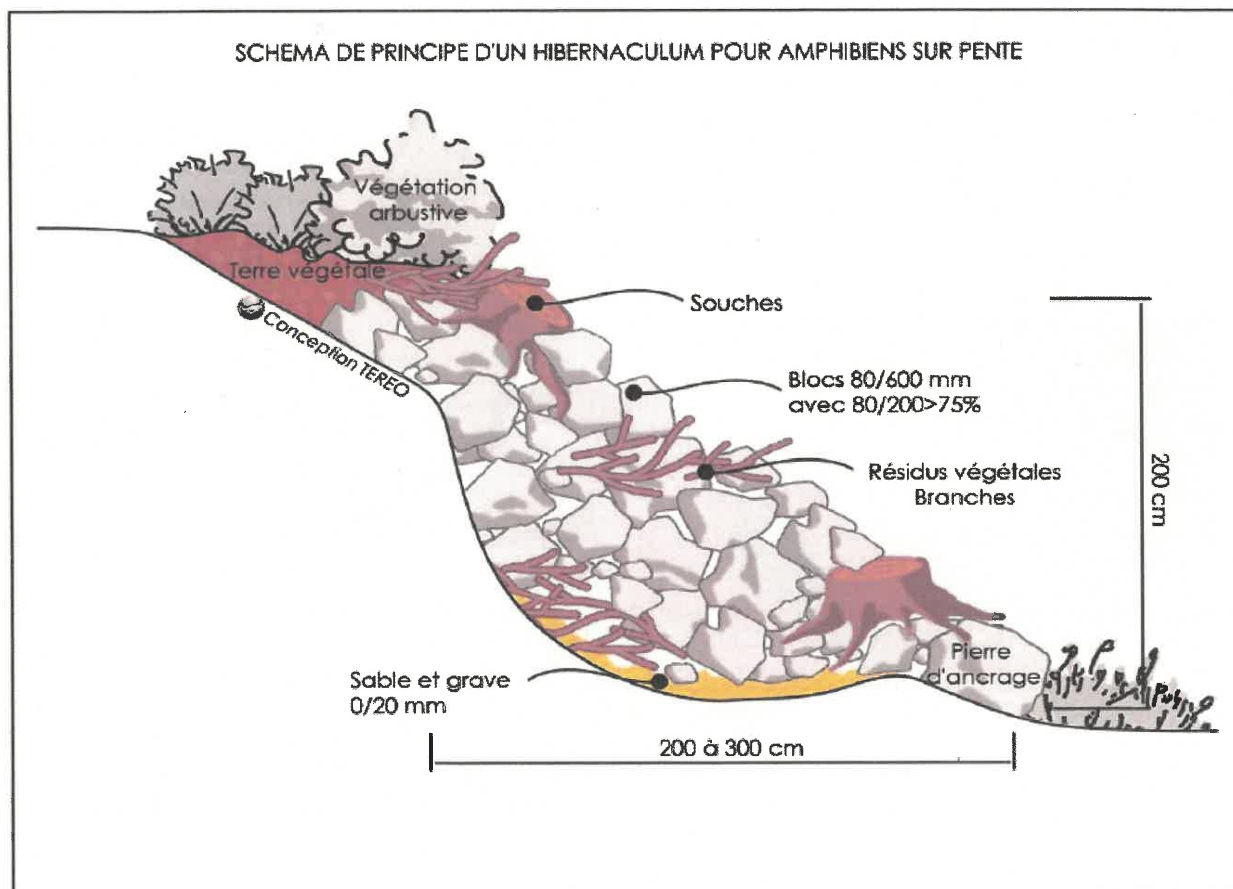 SCHEMA DE PRINCIPE D'UN HIBERNACULUM POUR AMPHIBIENS SUR PENTE
Végétation
arbustive
Terre végétale
Conception TEREO
Souches
Blocs 80/600 mm
avec 80/200>75%
Résidus végétales
Branches
200 cm
Pierre
d'ancrage
Sable et grave
0/20 mm
200 à 300 cm